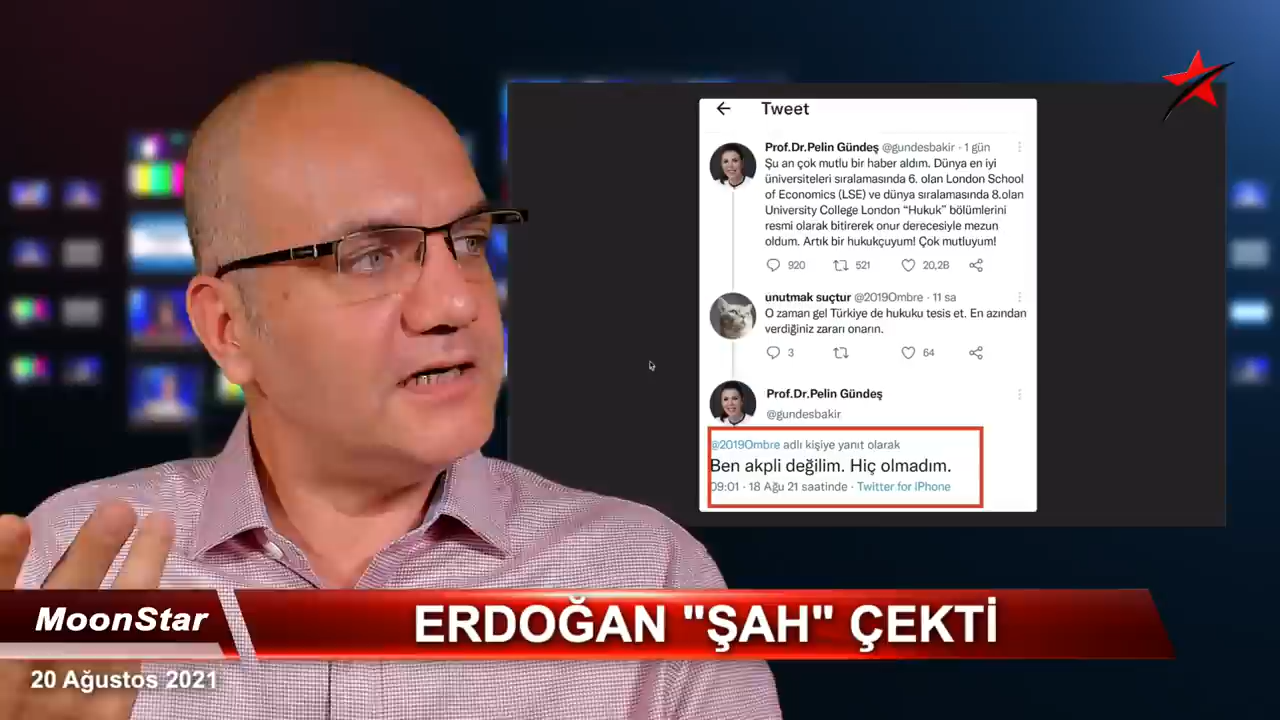 Tweet
Prof.Dr.Pelin Gündeş @gundesbakir · 1 gün
Şu an çok mutlu bir haber aldım. Dünya en iyi
üniversiteleri sıralamasında 6. olan London School
of Economics (LSE) ve dünya sıralamasında 8.olan
University College London “Hukuk” bölümlerini
resmi olarak bitirerek onur derecesiyle mezun
oldum. Artık bir hukukçuyum! Çok mutluyum!
920 521 20,2B
unutmak suçtur @2019Ombre · 11 sa
O zaman gel Türkiye de hukuku tesis et. En azından
verdiğiniz zararı onarın.
3 64
Prof.Dr.Pelin Gündeş
@gundesbakir
@2019Ombre adlı kişiye yanıt olarak
Ben akpli değilim. Hiç olmadım.
09:01 · 18 Ağu 21 saatinde · Twitter for iPhone
MoonStar
ERDOĞAN "ŞAH" ÇEKTİ
20 Ağustos 2021